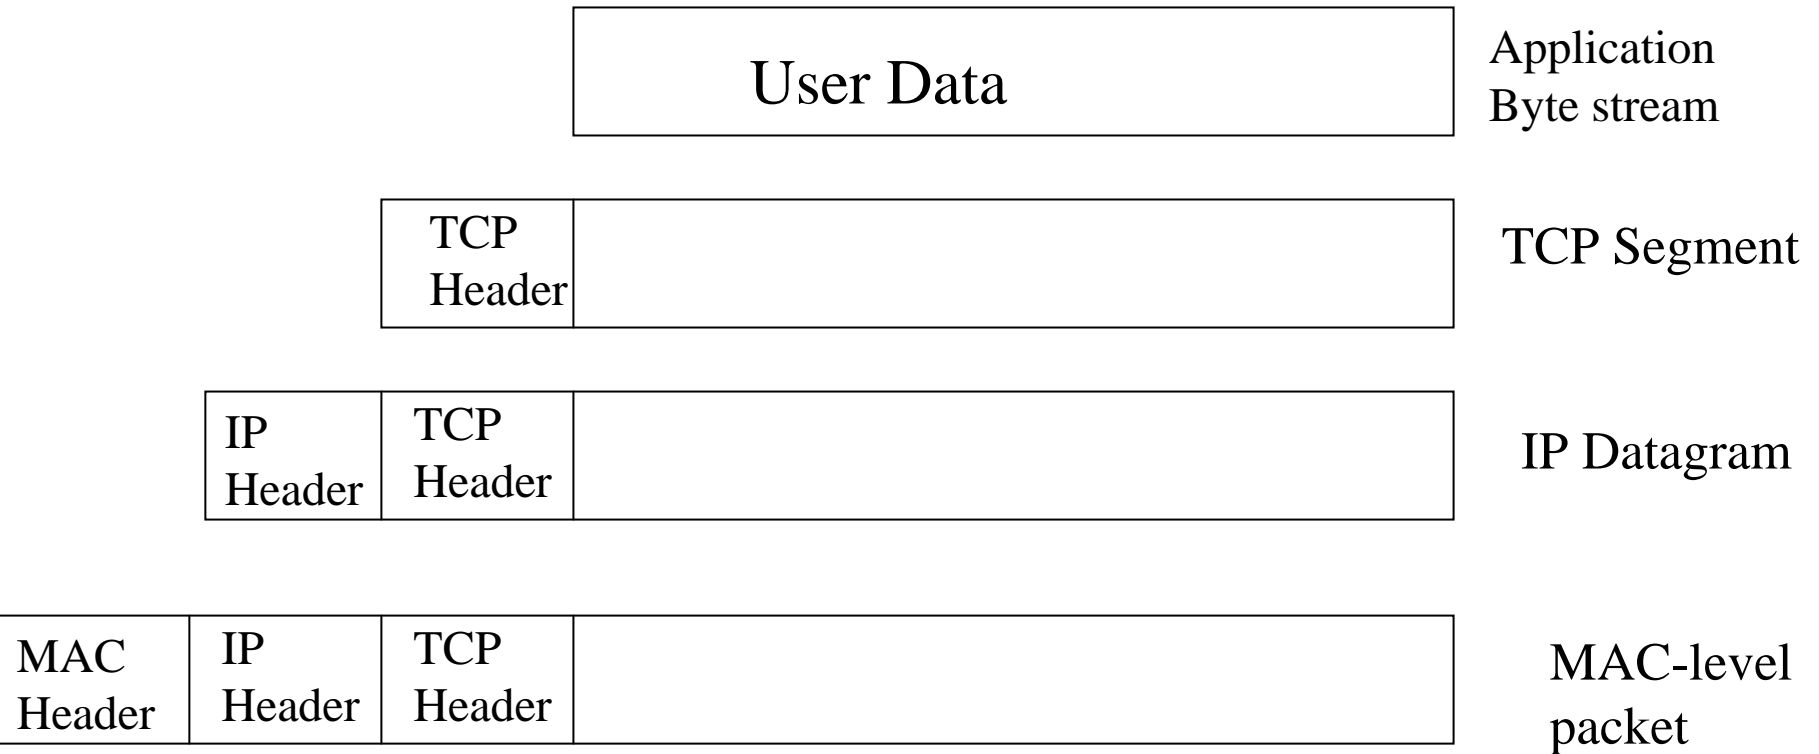 User Data
Application
Byte stream
TCP
Header
TCP Segment
IP
Header
TCP
Header
IP Datagram
MAC
Header
IP
Header
TCP
Header
MAC-level
packet